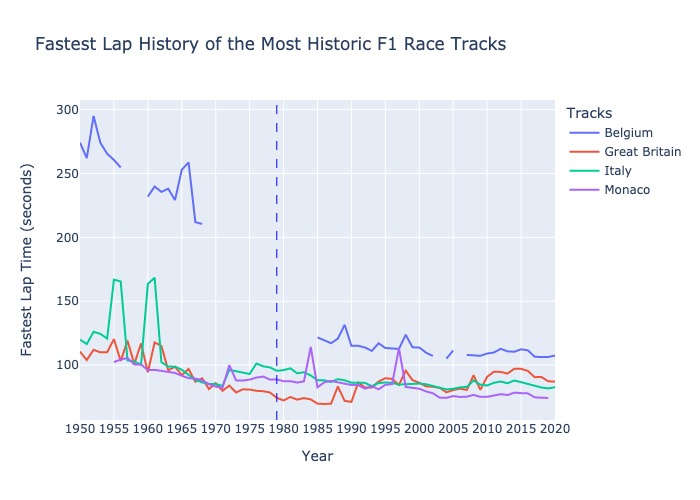 Fastest Lap History of the Most Historic F1 Race Tracks
Tracks
Belgium
Great Britain
Italy
Monaco
Fastest Lap Time (seconds)
300
250
200
150
100
1950 1955 1960 1965 1970 1975 1980 1985 1990 1995 2000 2005 2010 2015 2020
Year